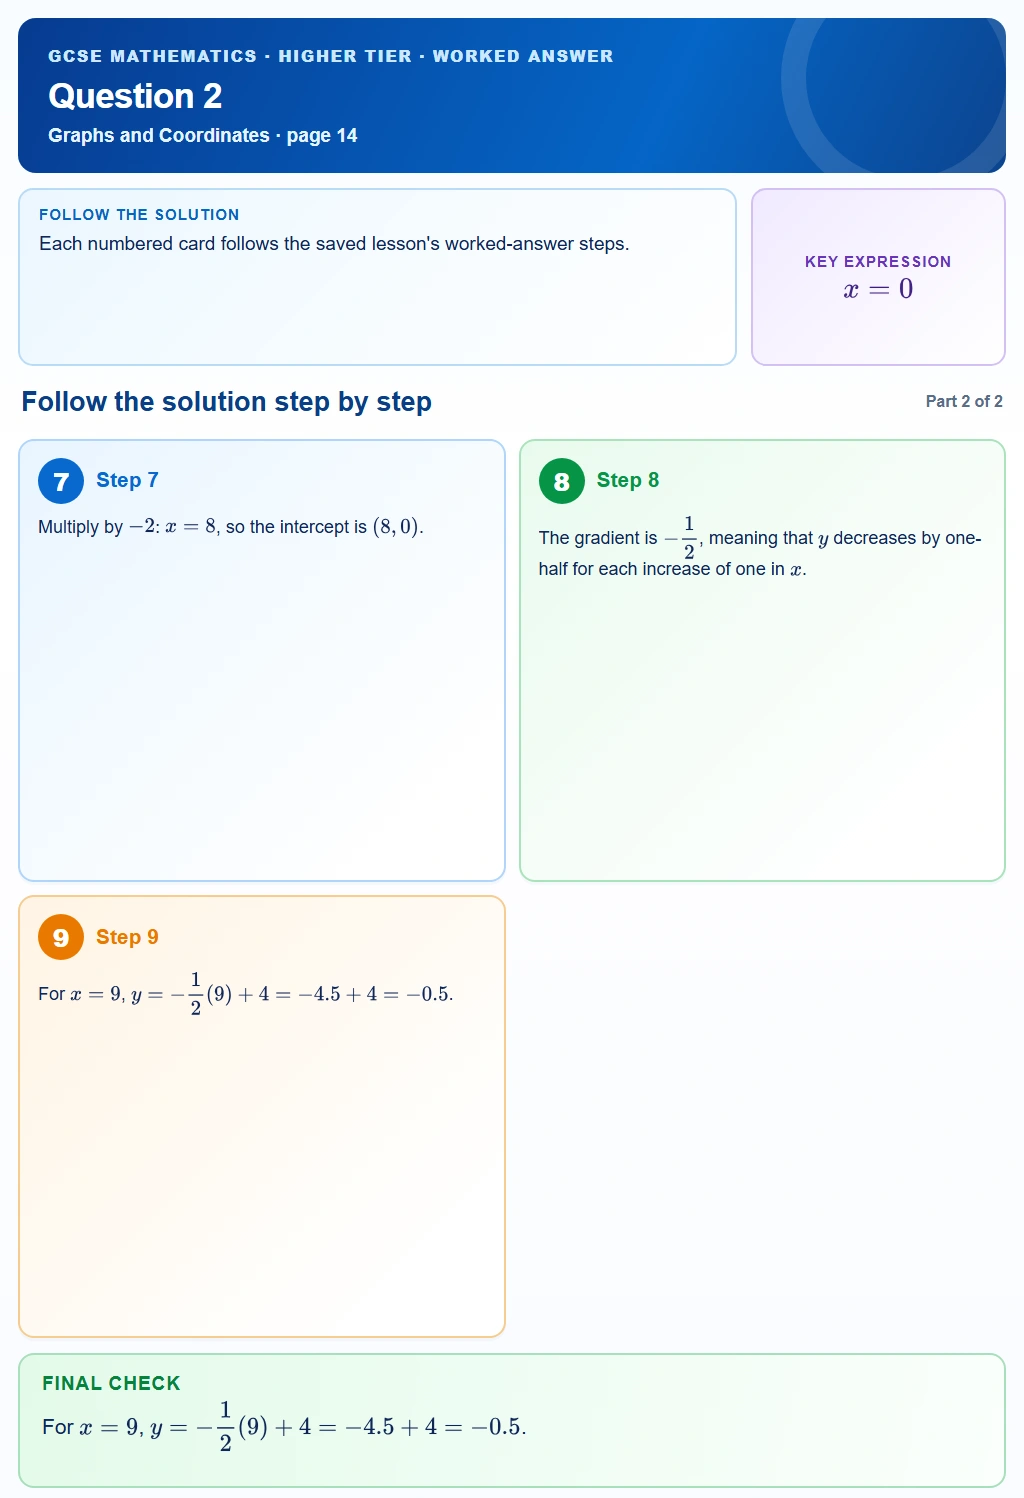 GCSE MATHEMATICS · HIGHER TIER · WORKED ANSWER
Question 2
Graphs and Coordinates · page 14
FOLLOW THE SOLUTION
Each numbered card follows the saved lesson's worked-answer steps.
KEY EXPRESSION
x = 0
Follow the solution step by step
Part 2 of 2
7 Step 7
Multiply by −2: x = 8, so the intercept is (8, 0).
8 Step 8
The gradient is −1/2, meaning that y decreases by one-
half for each increase of one in x.
9 Step 9
For x = 9, y = −1/2(9) + 4 = −4.5 + 4 = −0.5.
FINAL CHECK
For x = 9, y = −1/2(9) + 4 = −4.5 + 4 = −0.5.